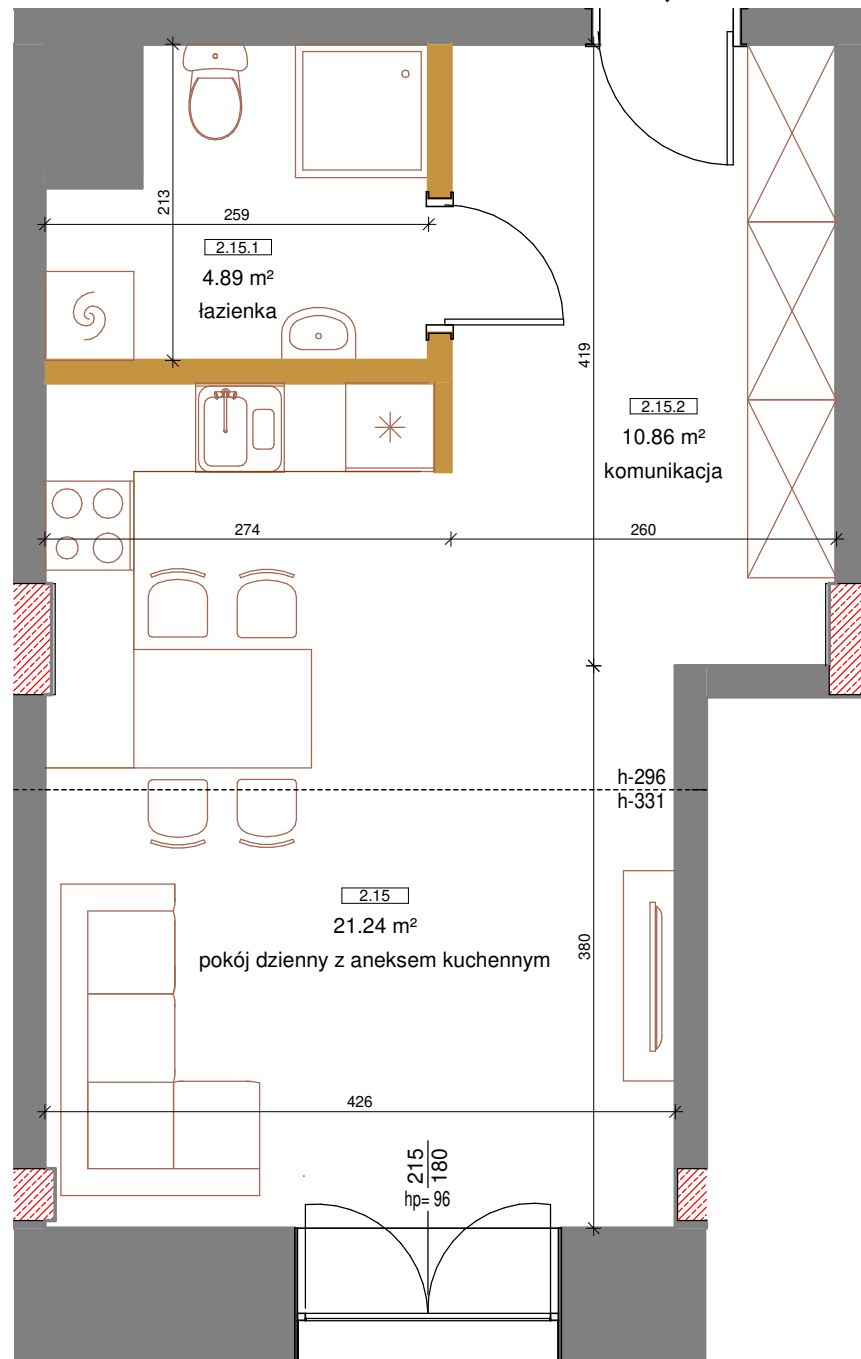 213
259
2.15.1
4.89 m²
łazienka
419
2.15.2
10.86 m²
komunikacja
274
260
h-296
h-331
2.15
21.24 m²
pokój dzienny z aneksem kuchennym
380
426
215
180
hp= 96